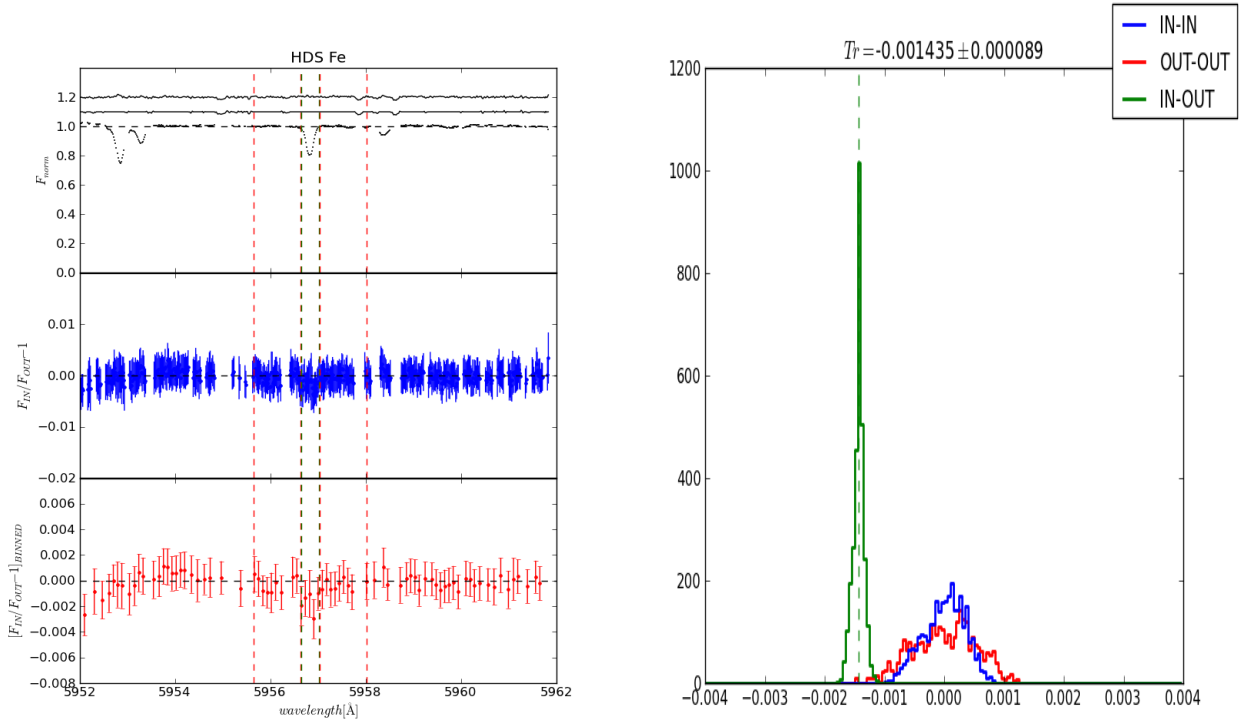 HDS Fe
1.2
1.0
0.8
0.6
0.4
0.2
0.0
F_norm
0.01
0.00
−0.01
−0.02
F_IN/F_OUT−1
0.006
0.004
0.002
0.000
−0.002
−0.004
−0.006
−0.008
[F_IN/F_OUT−1]_BINNED
5952 5954 5956 5958 5960 5962
wavelength[Å]
Tr=-0.001435±0.000089
IN-IN
OUT-OUT
IN-OUT
1200
1000
800
600
400
200
0
−0.004 −0.003 −0.002 −0.001 0.000 0.001 0.002 0.003 0.004